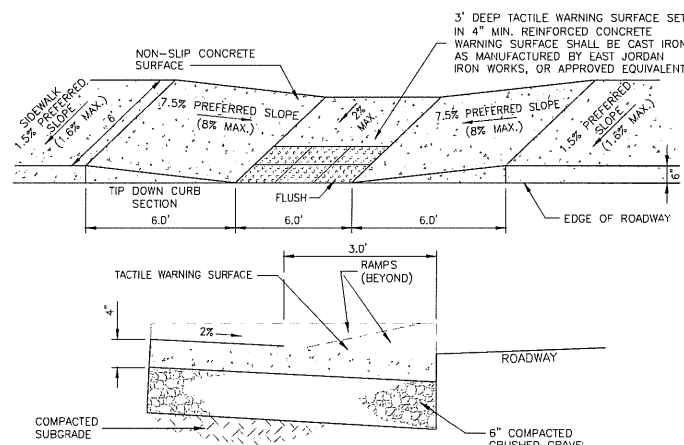 3' DEEP TACTILE WARNING SURFACE SET
IN 4" MIN. REINFORCED CONCRETE
WARNING SURFACE SHALL BE CAST IRON
AS MANUFACTURED BY EAST JORDAN
IRON WORKS, OR APPROVED EQUIVALENT
NON-SLIP CONCRETE
SURFACE
SIDEWALK
1.5% PREFERRED
SLOPE
(1.6% MAX.)
6'
7.5% PREFERRED SLOPE
(8% MAX.)
2%
MAX.
7.5% PREFERRED SLOPE
(8% MAX.)
1.5% PREFERRED
SLOPE
(1.6% MAX.)
6"
TIP DOWN CURB
SECTION
FLUSH
EDGE OF ROADWAY
6.0'
6.0'
6.0'
3.0'
TACTILE WARNING SURFACE
RAMPS
(BEYOND)
4"
2%
ROADWAY
COMPACTED
SUBGRADE
6" COMPACTED
CRUSHED GRAVEL